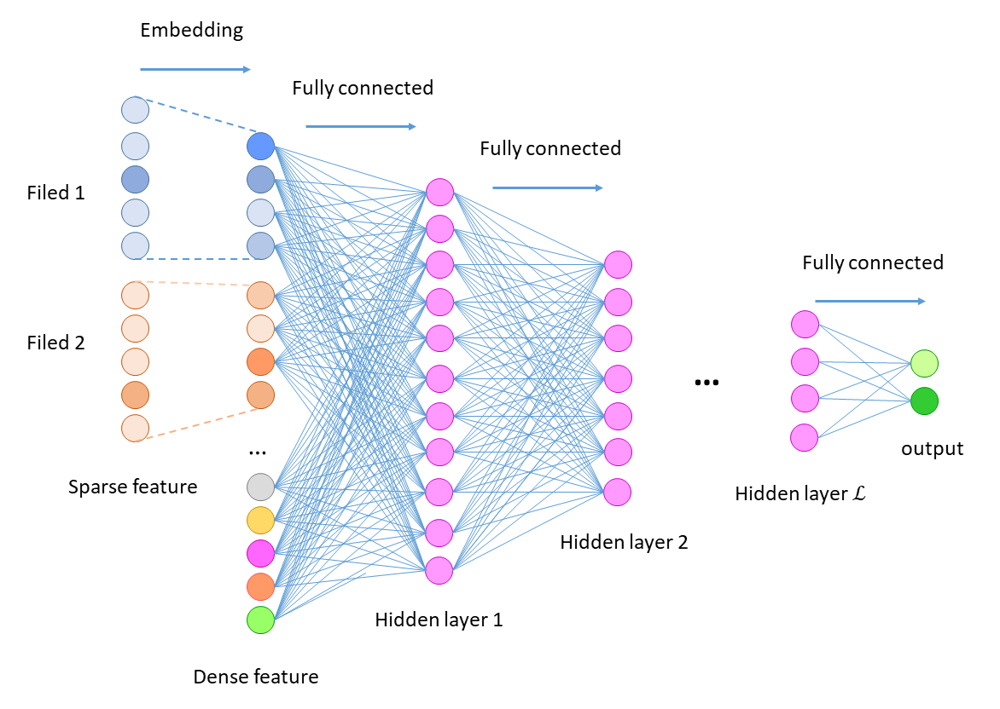 Embedding
Fully connected
Fully connected
Filed 1
Fully connected
Filed 2
...
...
output
Sparse feature
Hidden layer ℒ
Hidden layer 2
Hidden layer 1
Dense feature